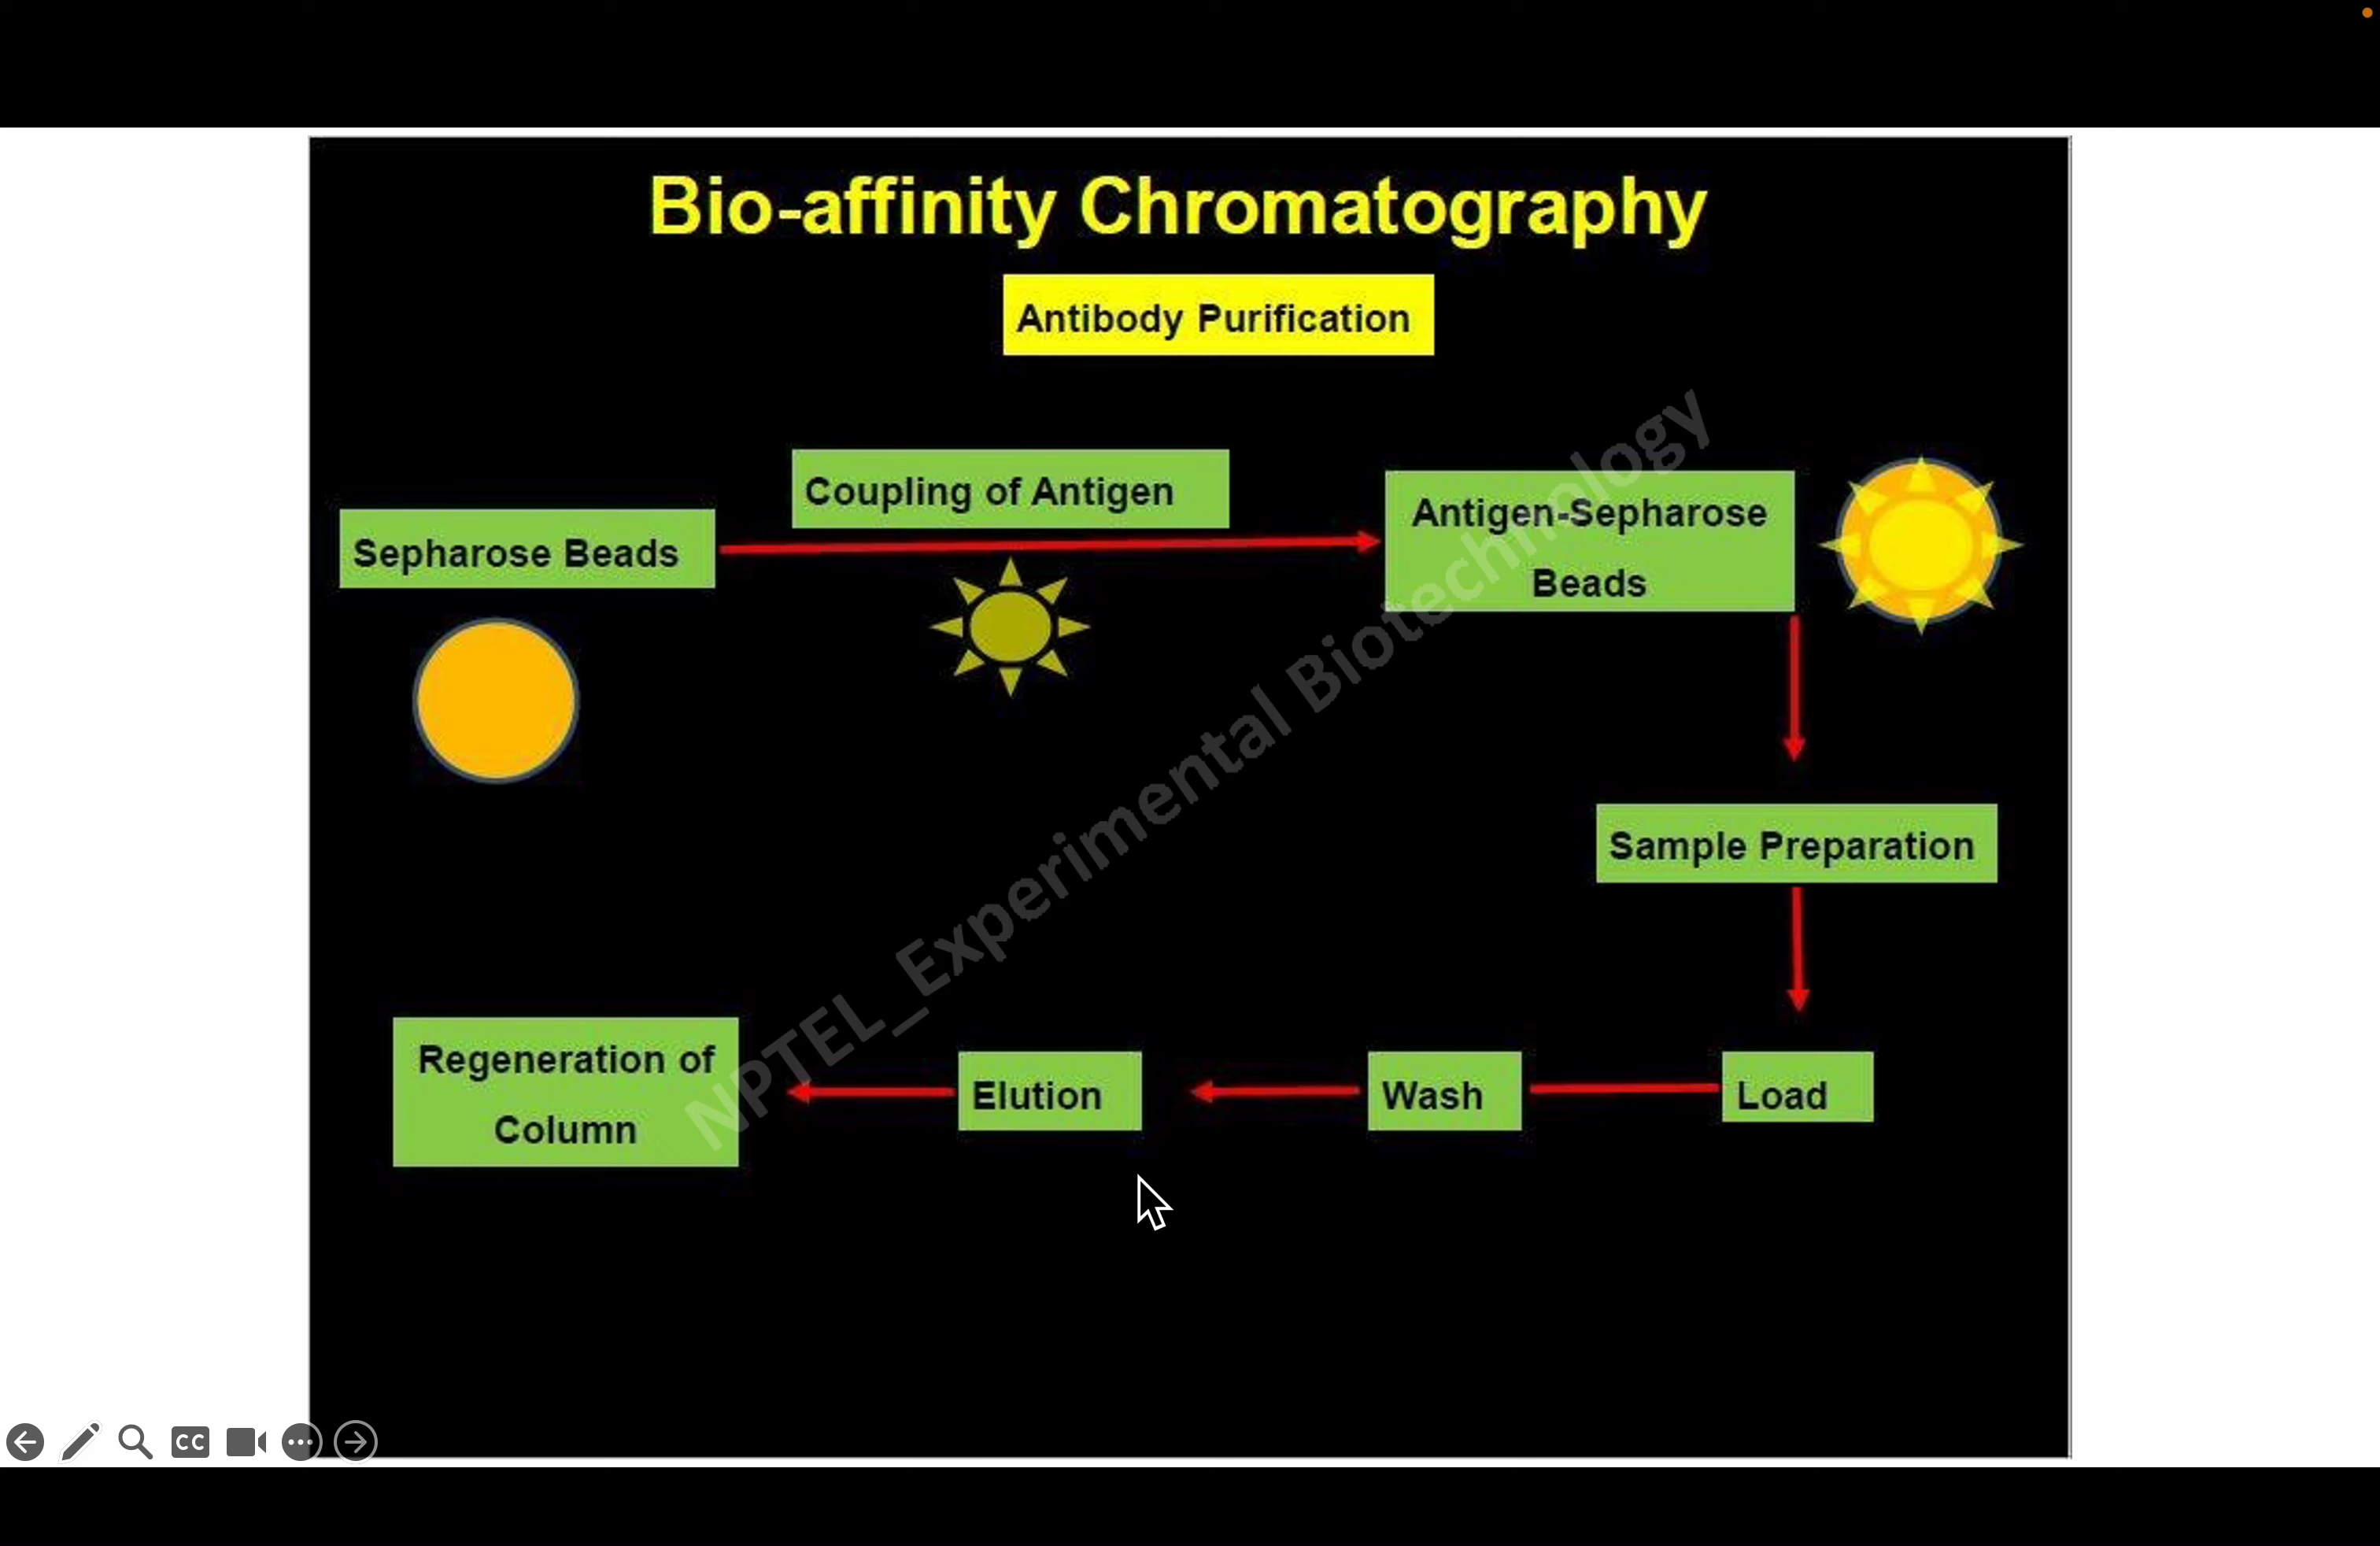 Bio-affinity Chromatography
Antibody Purification
Coupling of Antigen
Sepharose Beads
Antigen-Sepharose
Beads
Sample Preparation
Regeneration of
Column
Elution
Wash
Load
NPTEL_Experimental Biotechnology
CC